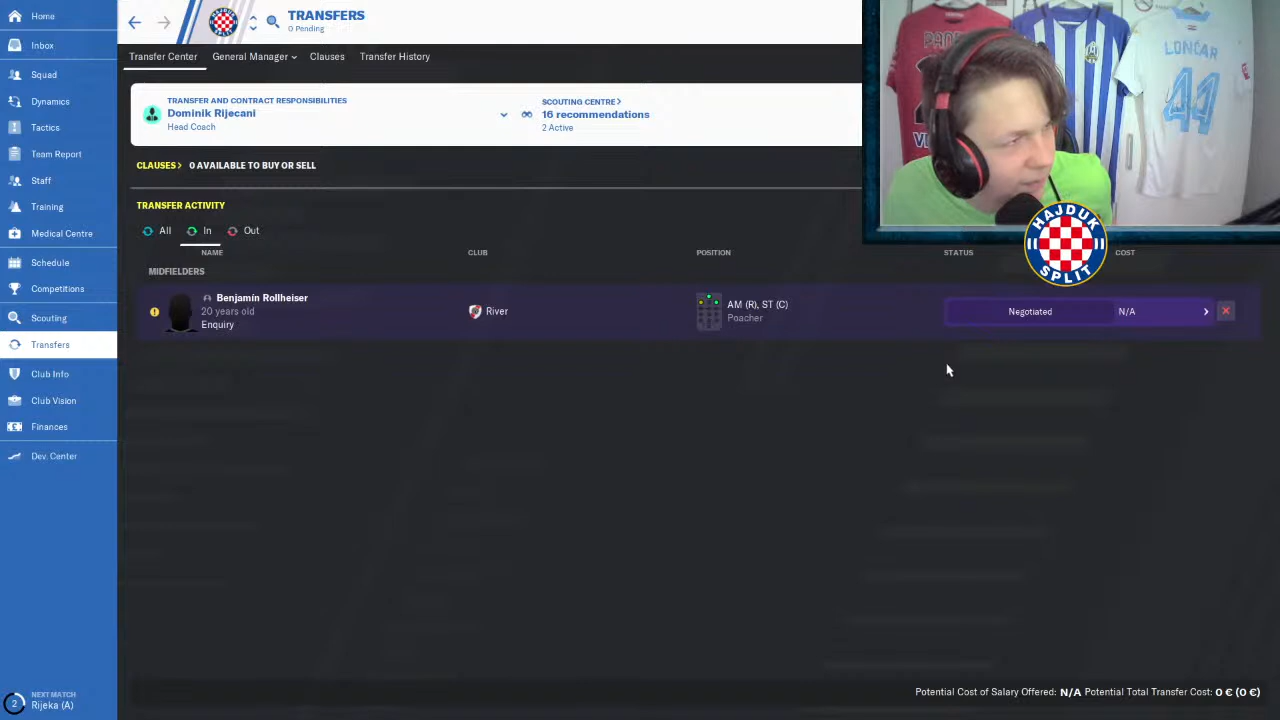 Home
Inbox
Squad
Dynamics
Tactics
Team Report
Staff
Training
Medical Centre
Schedule
Competitions
Scouting
Transfers
Club Info
Club Vision
Finances
Dev. Center
2
NEXT MATCH
Rijeka (A)
TRANSFERS
0 Pending
Transfer Center General Manager Clauses Transfer History
TRANSFER AND CONTRACT RESPONSIBILITIES
Dominik Rijecani
Head Coach
SCOUTING CENTRE>
16 recommendations
2 Active
CLAUSES> 0 AVAILABLE TO BUY OR SELL
TRANSFER ACTIVITY
All In Out
NAME CLUB POSITION STATUS COST
MIDFIELDERS
Benjamín Rollheiser
20 years old
Enquiry
River
AM (R), ST (C)
Poacher
Negotiated N/A
Potential Cost of Salary Offered: N/A Potential Total Transfer Cost: 0 € (0 €)
LONČAR
44
HAJDUK
SPLIT